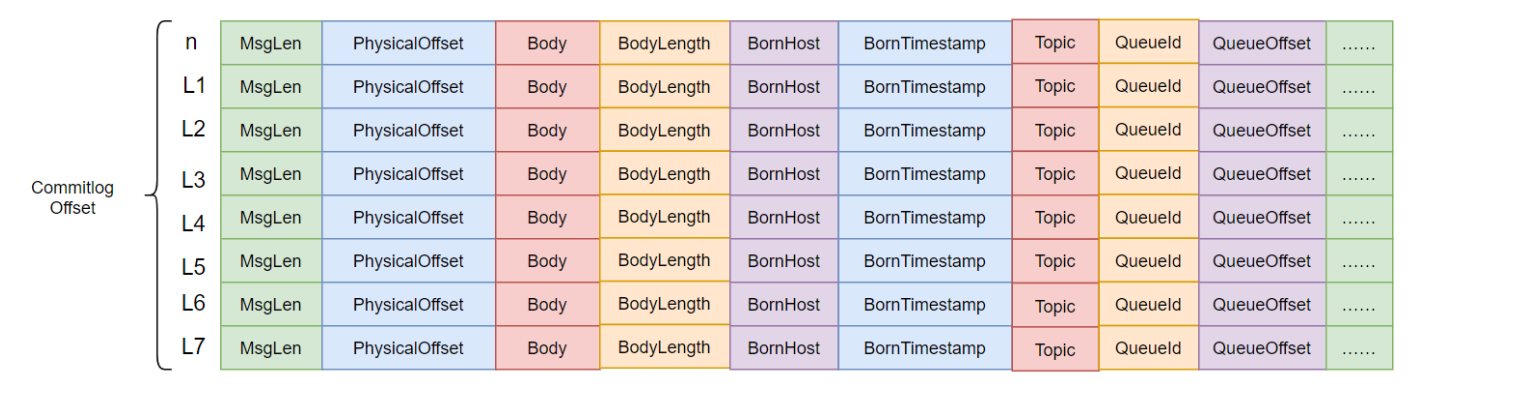 n MsgLen PhysicalOffset Body BodyLength BornHost BornTimestamp Topic QueueId QueueOffset ......
L1 MsgLen PhysicalOffset Body BodyLength BornHost BornTimestamp Topic QueueId QueueOffset ......
L2 MsgLen PhysicalOffset Body BodyLength BornHost BornTimestamp Topic QueueId QueueOffset ......
L3 MsgLen PhysicalOffset Body BodyLength BornHost BornTimestamp Topic QueueId QueueOffset ......
Commitlog
Offset
L4 MsgLen PhysicalOffset Body BodyLength BornHost BornTimestamp Topic QueueId QueueOffset ......
L5 MsgLen PhysicalOffset Body BodyLength BornHost BornTimestamp Topic QueueId QueueOffset ......
L6 MsgLen PhysicalOffset Body BodyLength BornHost BornTimestamp Topic QueueId QueueOffset ......
L7 MsgLen PhysicalOffset Body BodyLength BornHost BornTimestamp Topic QueueId QueueOffset ......